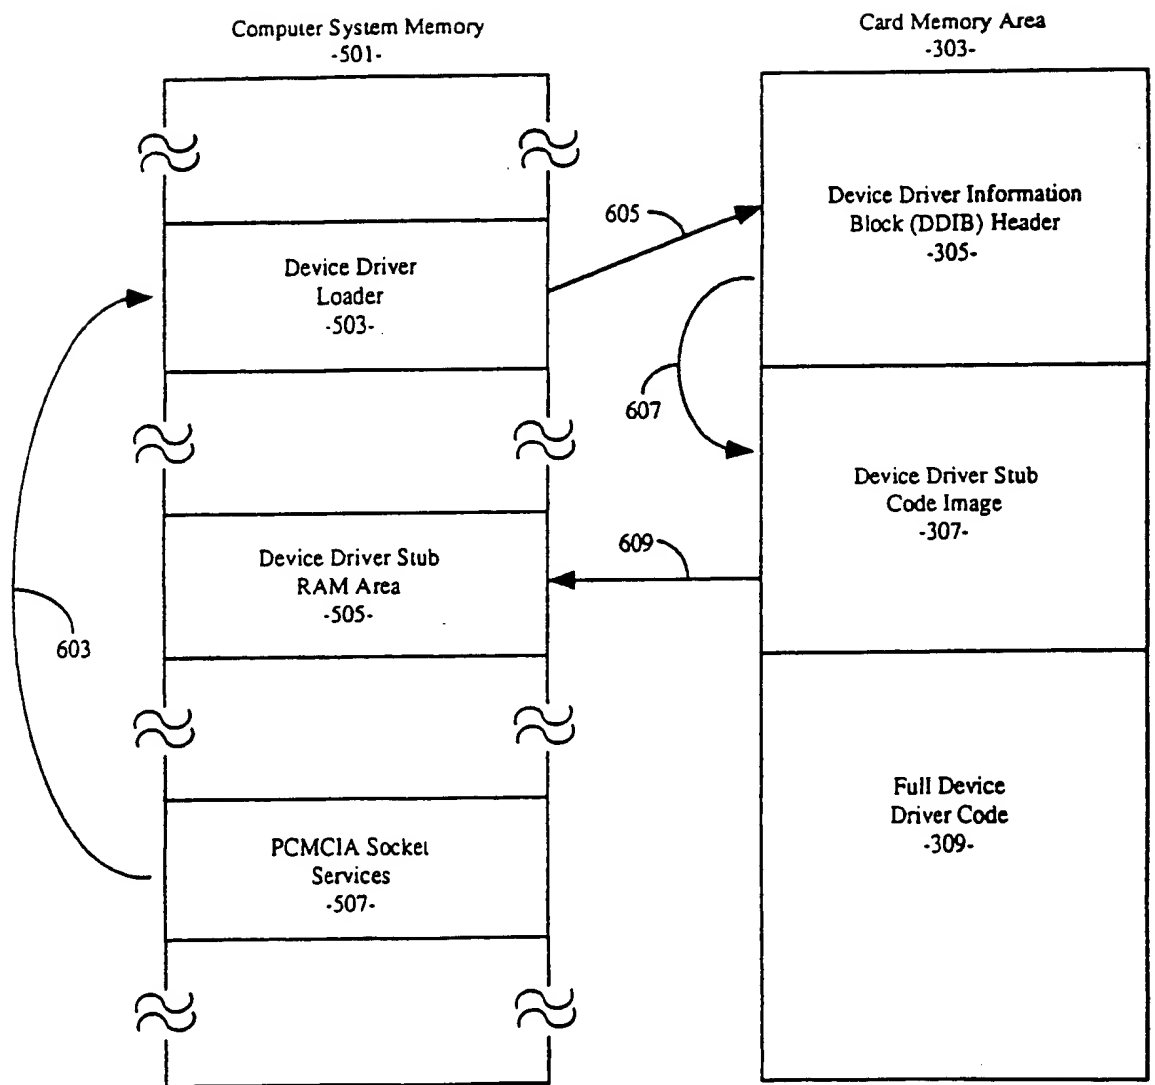 Computer System Memory
-501-
Card Memory Area
-303-
605
Device Driver Information
Block (DDIB) Header
-305-
Device Driver
Loader
-503-
607
Device Driver Stub
Code Image
-307-
609
Device Driver Stub
RAM Area
-505-
603
Full Device
Driver Code
-309-
PCMCIA Socket
Services
-507-